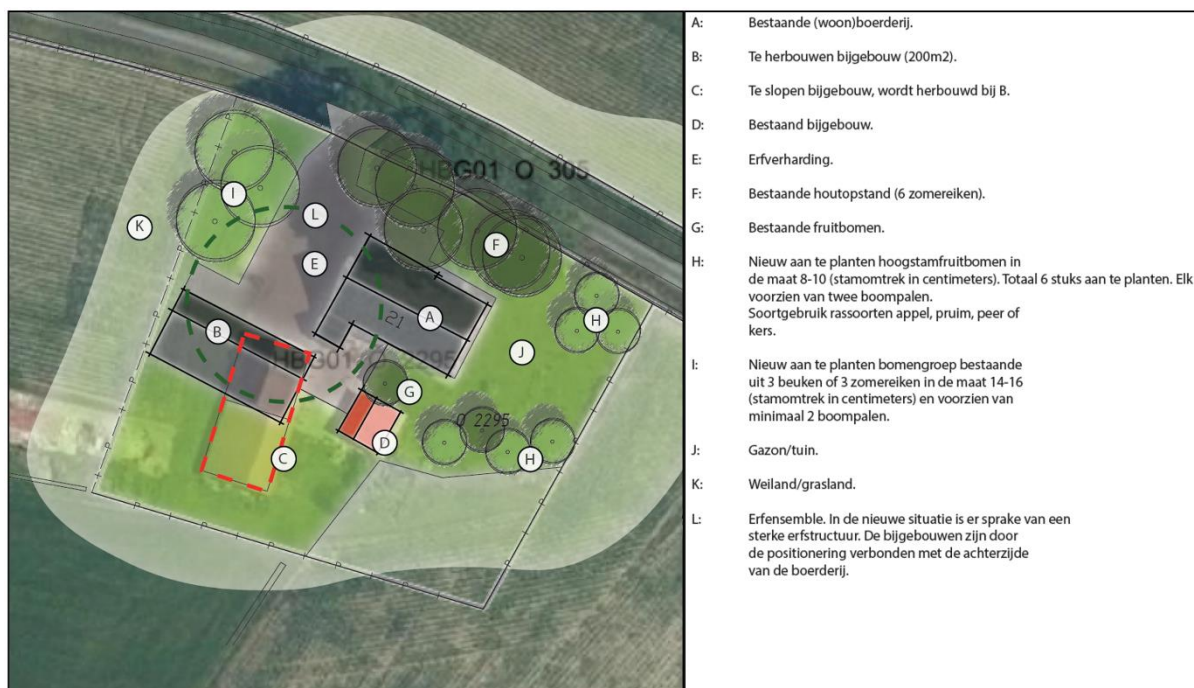 HBG01 O 305
I
L
K
F
E
A
21
H
B
J
HBG01 O 2295
G
O 2295
D
C
H
A: Bestaande (woon)boerderij.
B: Te herbouwen bijgebouw (200m2).
C: Te slopen bijgebouw, wordt herbouwd bij B.
D: Bestaand bijgebouw.
E: Erfverharding.
F: Bestaande houtopstand (6 zomereiken).
G: Bestaande fruitbomen.
H: Nieuw aan te planten hoogstamfruitbomen in
de maat 8-10 (stamomtrek in centimeters). Totaal 6 stuks aan te planten. Elk
voorzien van twee boompalen.
Soortgebruik rassoorten appel, pruim, peer of
kers.
I: Nieuw aan te planten bomengroep bestaande
uit 3 beuken of 3 zomereiken in de maat 14-16
(stamomtrek in centimeters) en voorzien van
minimaal 2 boompalen.
J: Gazon/tuin.
K: Weiland/grasland.
L: Erfensemble. In de nieuwe situatie is er sprake van een
sterke erfstructuur. De bijgebouwen zijn door
de positionering verbonden met de achterzijde
van de boerderij.